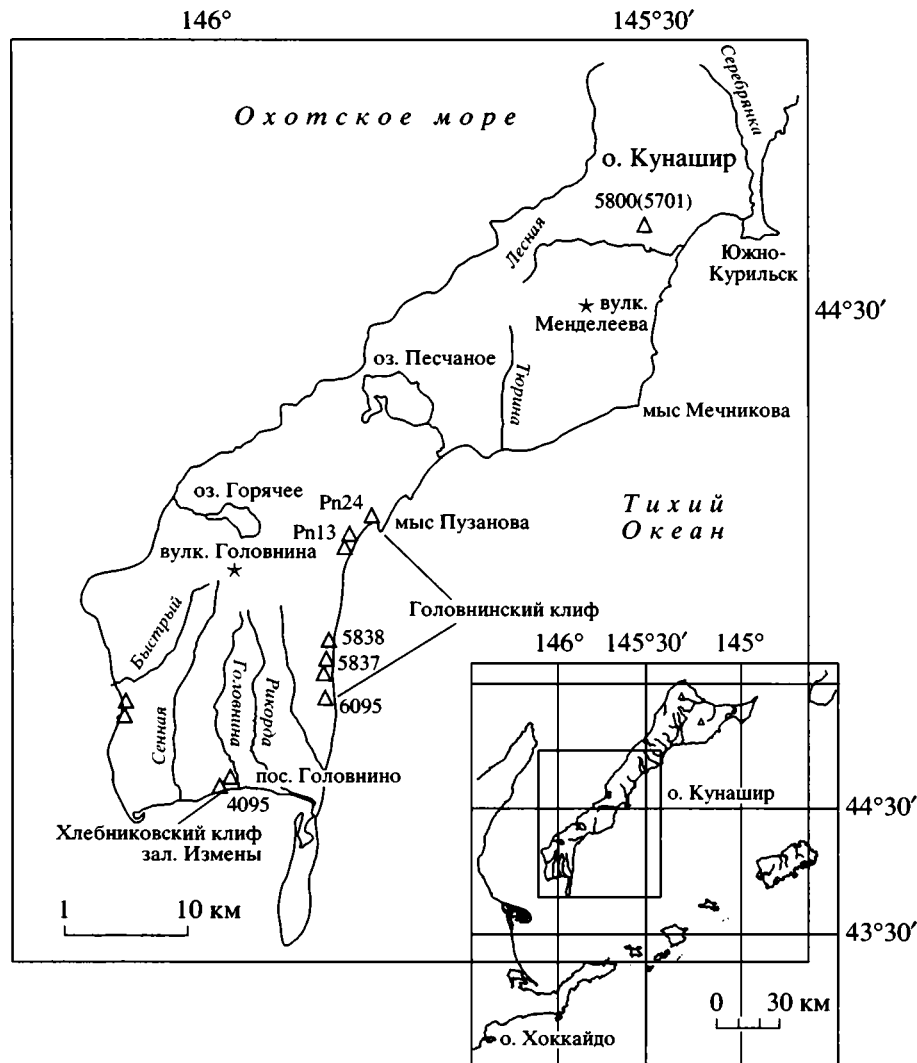 146°
145°30′
Охотское море
Серебрянка
о. Кунашир
5800(5701)
Лесная
Южно-
Курильск
вулк.
Менделеева
44°30′
оз. Песчаное
Тюрина
мыс Мечникова
оз. Горячее
Pn24
мыс Пузанова
Тихий
Океан
Pn13
вулк. Головнина
Головнинский клиф
Быстрый
5838
5837
6095
Сенная
Головнина
Рикорда
пос. Головнино
4095
Хлебниковский клиф
зал. Измены
1 10 км
146° 145°30′ 145°
о. Кунашир
44°30′
43°30′
0 30 км
о. Хоккайдо